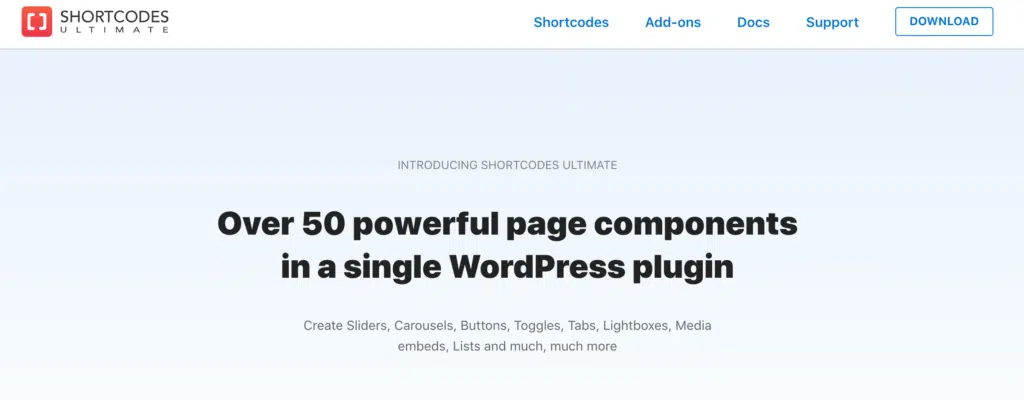 SHORTCODES
ULTIMATE
Shortcodes Add-ons Docs Support DOWNLOAD
INTRODUCING SHORTCODES ULTIMATE
Over 50 powerful page components
in a single WordPress plugin
Create Sliders, Carousels, Buttons, Toggles, Tabs, Lightboxes, Media
embeds, Lists and much, much more